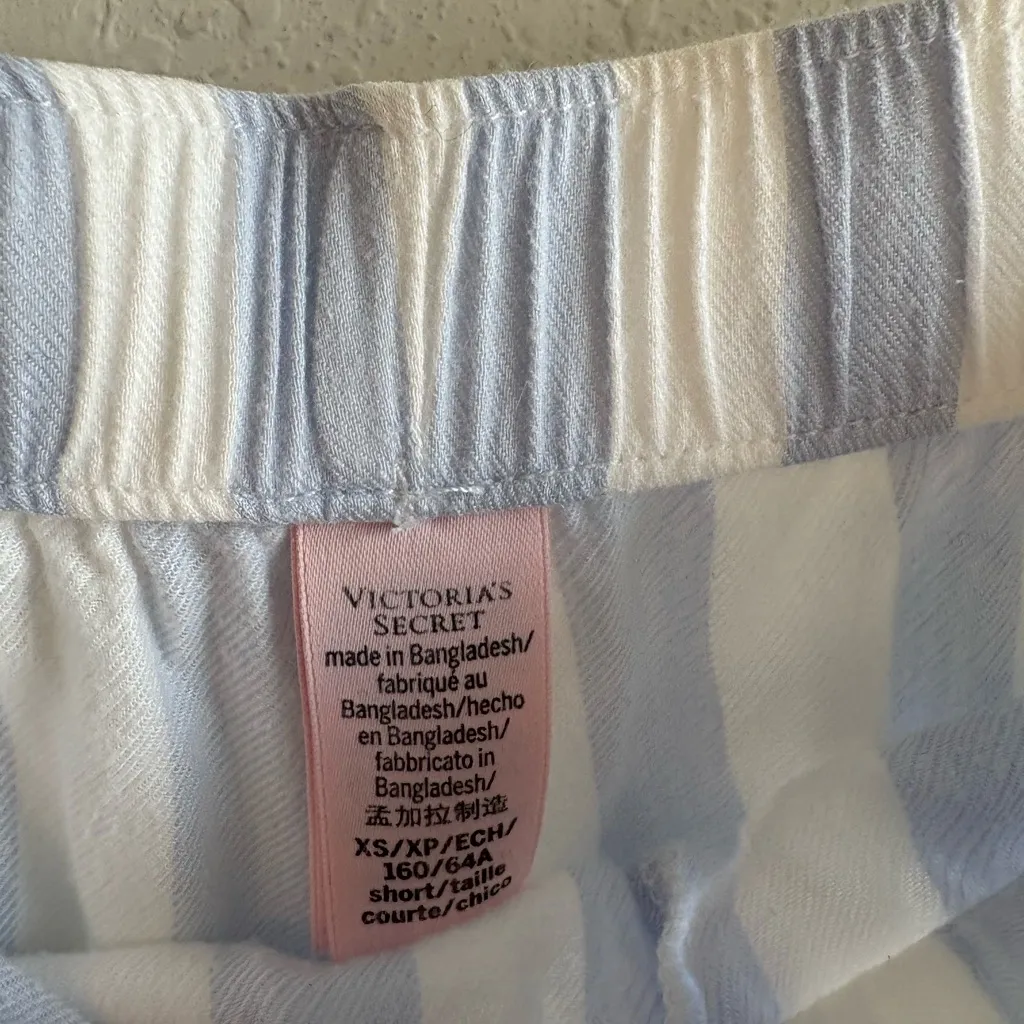 VICTORIA'S
SECRET
made in Bangladesh/
fabriqué au
Bangladesh/hecho
en Bangladesh/
fabbricato in
Bangladesh/
孟加拉制造
XS/XP/ECH/
160/64A
short/taille
courte/chico